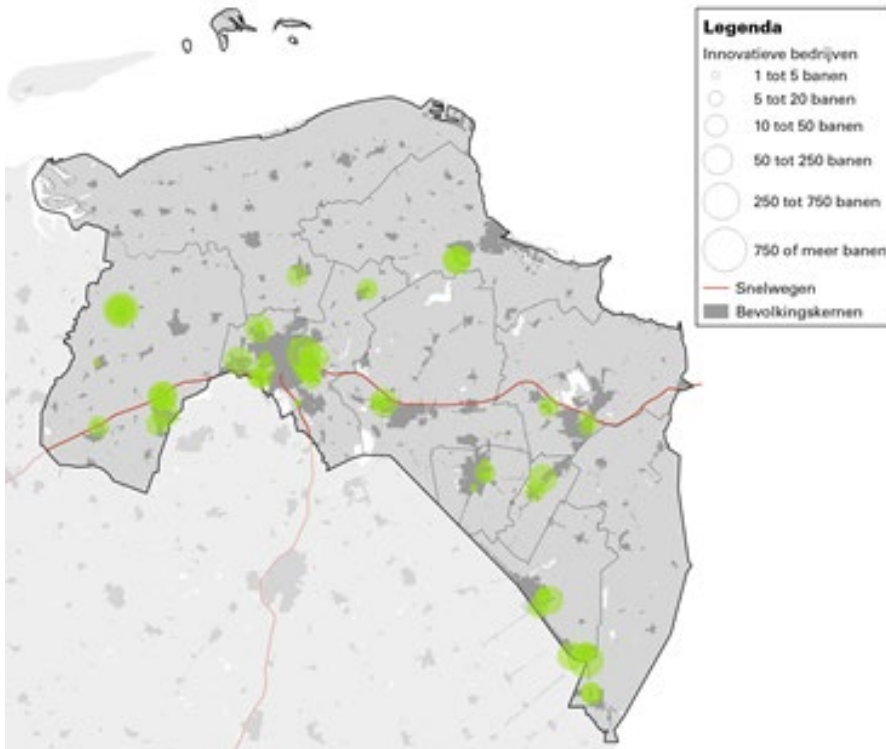 Legenda
Innovatieve bedrijven
1 tot 5 banen
5 tot 20 banen
10 tot 50 banen
50 tot 250 banen
250 tot 750 banen
750 of meer banen
Snelwegen
Bevolkingskernen